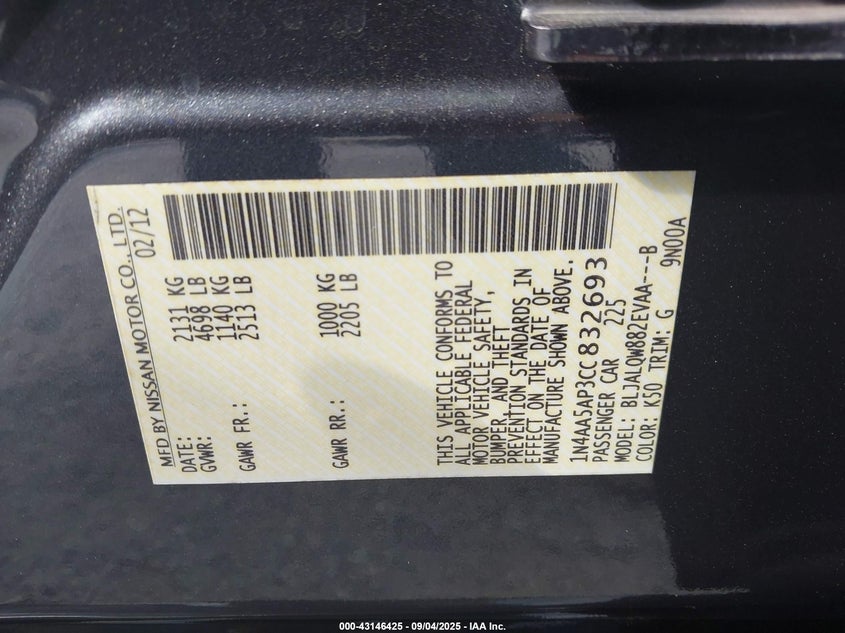 MFD BY NISSAN MOTOR CO., LTD.
DATE: 02/12
GVWR: 2131 KG
4698 LB
GAWR FR.: 1140 KG
2513 LB
GAWR RR.: 1000 KG
2205 LB
THIS VEHICLE CONFORMS TO
ALL APPLICABLE FEDERAL
MOTOR VEHICLE SAFETY,
BUMPER, AND THEFT
PREVENTION STANDARDS IN
EFFECT ON THE DATE OF
MANUFACTURE SHOWN ABOVE.
1N4AA5AP3CC832693
PASSENGER CAR 225
MODEL: BLJALQW882EVAA---B
COLOR: K50 TRIM: G 9N00A
000-43146425 - 09/04/2025 - IAA Inc.